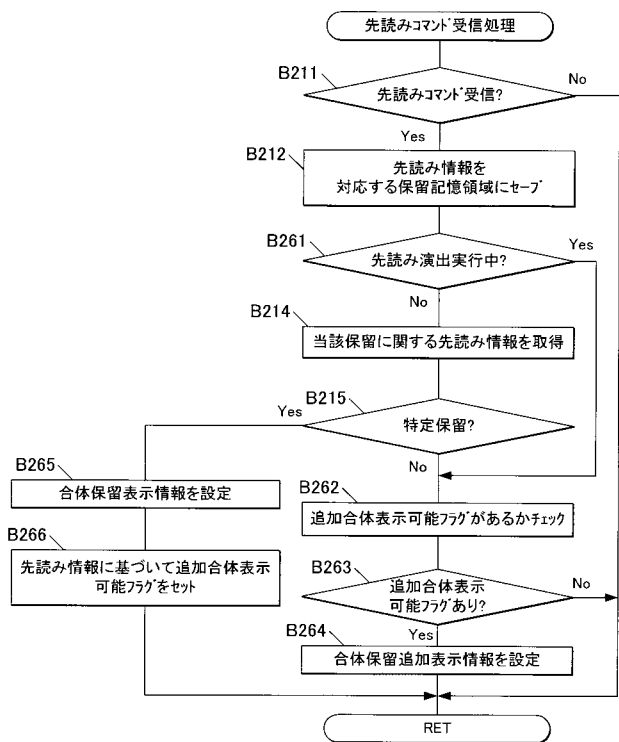 先読みコマンド受信処理
B211
先読みコマンド受信?
No
Yes
B212
先読み情報を
対応する保留記憶領域にセーブ
B261
先読み演出実行中?
Yes
No
B214
当該保留に関する先読み情報を取得
B215
Yes
特定保留?
No
B265
合体保留表示情報を設定
B262
追加合体表示可能フラグがあるかチェック
B266
先読み情報に基づいて追加合体表示
可能フラグをセット
B263
追加合体表示
可能フラグあり?
No
Yes
B264
合体保留追加表示情報を設定
RET